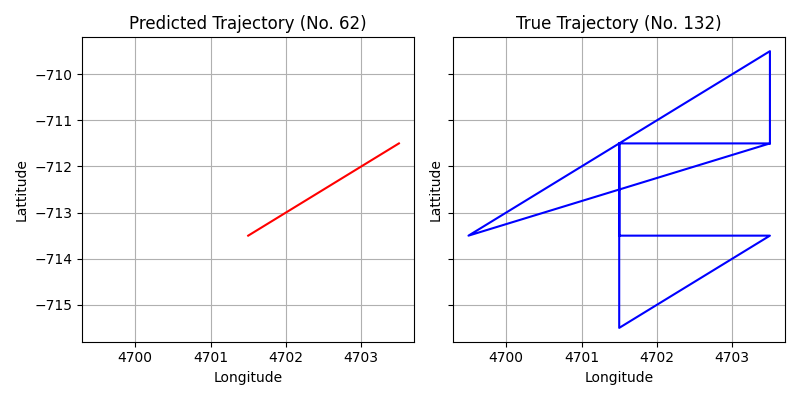 Predicted Trajectory (No. 62)
True Trajectory (No. 132)
−710
−711
−712
−713
−714
−715
Lattitude
Lattitude
4700 4701 4702 4703
4700 4701 4702 4703
Longitude
Longitude